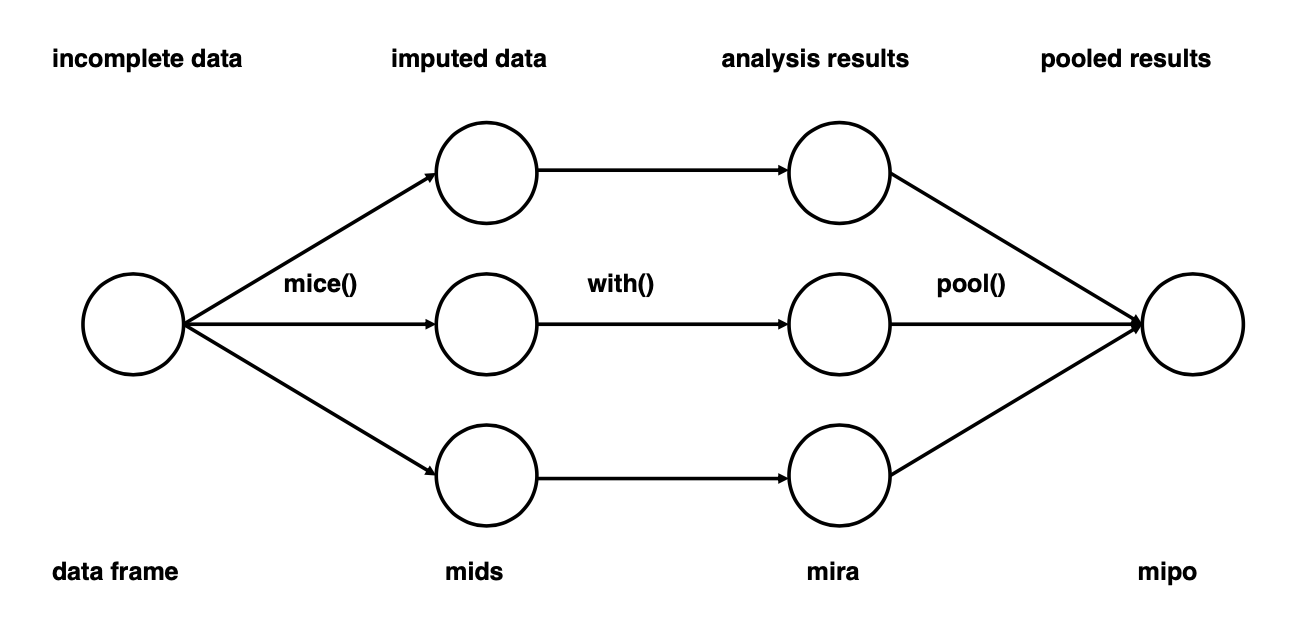 incomplete data
imputed data
analysis results
pooled results
mice()
with()
pool()
data frame
mids
mira
mipo